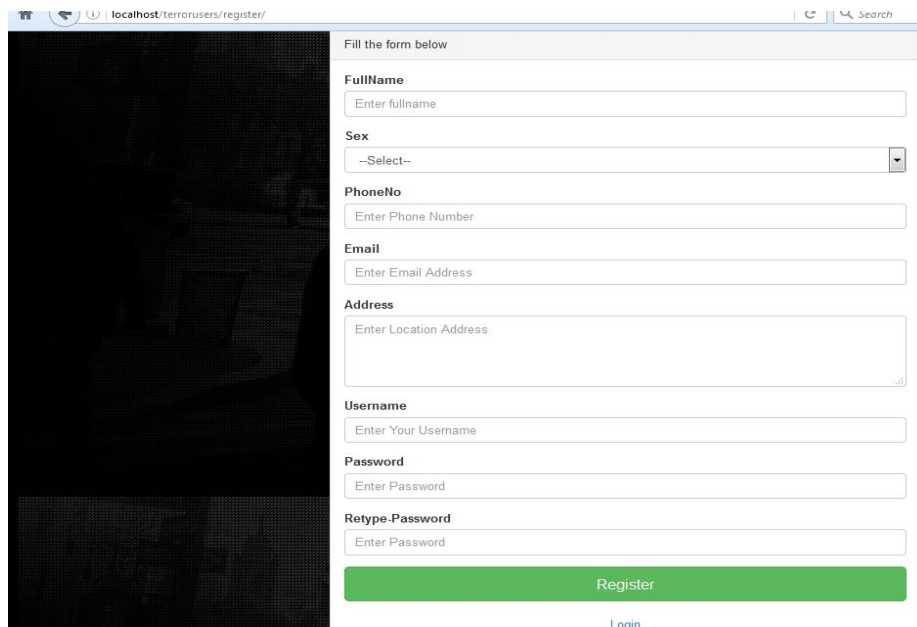 localhost/terrorusers/register/
Search
Fill the form below
FullName
Enter fullname
Sex
--Select--
PhoneNo
Enter Phone Number
Email
Enter Email Address
Address
Enter Location Address
Username
Enter Your Username
Password
Enter Password
Retype-Password
Enter Password
Register
Login